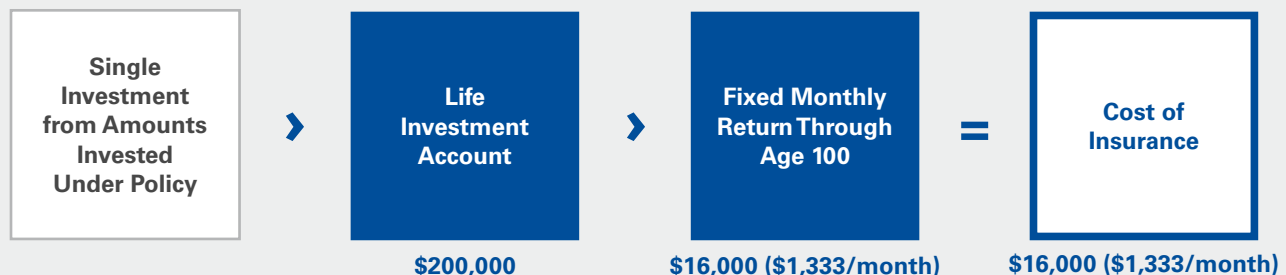 Single
Investment
from Amounts
Invested
Under Policy
›
Life
Investment
Account
$200,000
›
Fixed Monthly
Return Through
Age 100
$16,000 ($1,333/month)
=
Cost of
Insurance
$16,000 ($1,333/month)